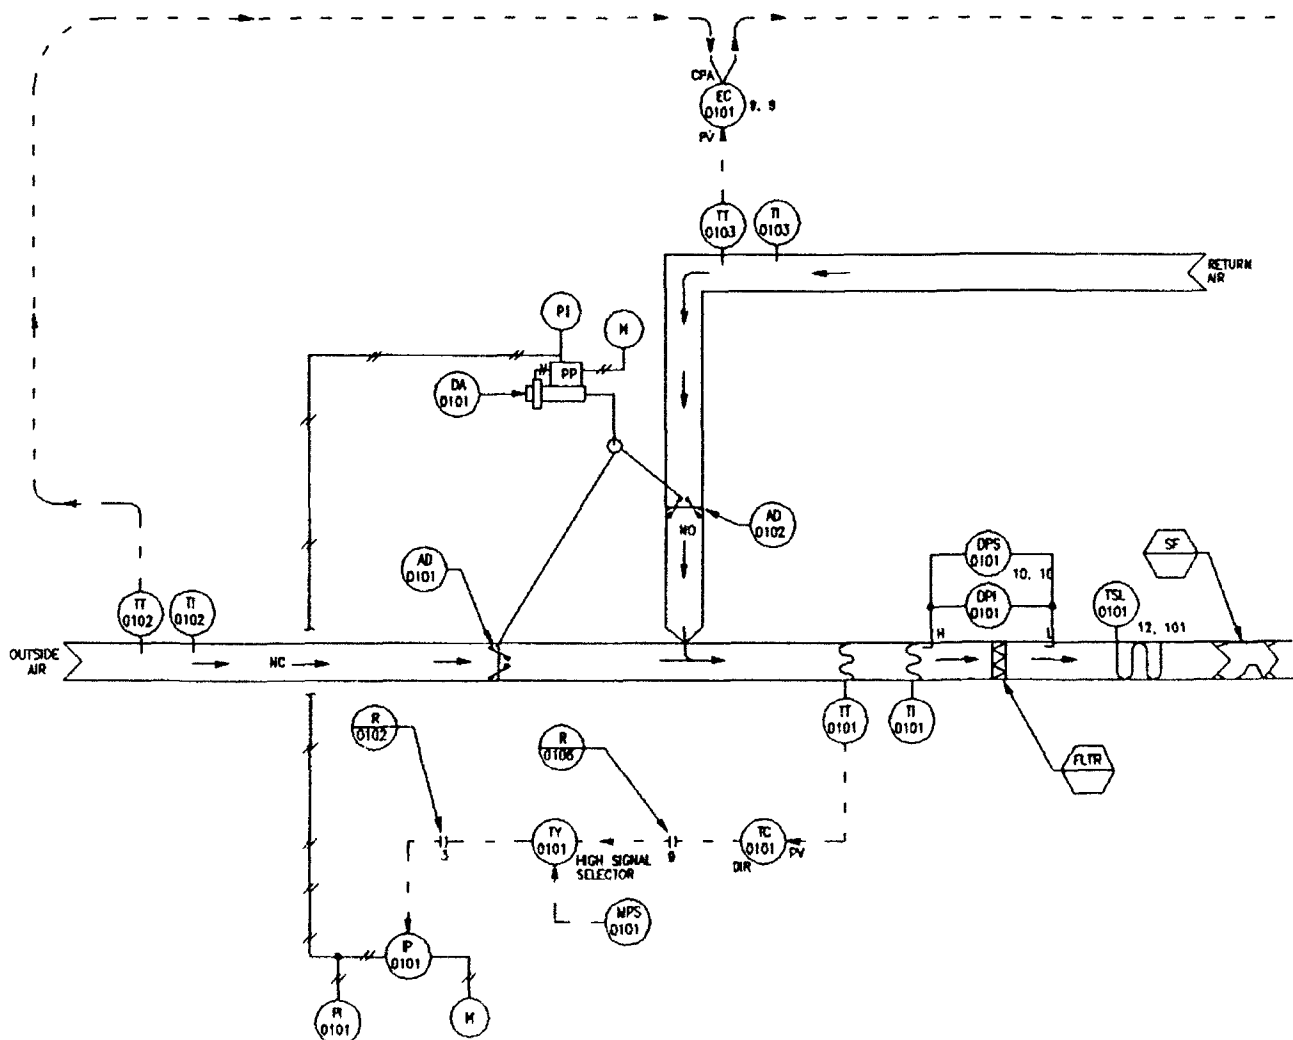 CPA
EC
0101
9, 9
PV
TT
0103
TI
0103
RETURN
AIR
PI
M
PP
DA
0101
AD
0102
NO
AD
0101
DPS
0101
10, 10
DPI
0101
SF
TSL
0101
12, 101
TT
0102
TI
0102
H
L
OUTSIDE
AIR
NC
R
0102
R
0106
TT
0101
TI
0101
FLTR
3
TY
0101
HIGH SIGNAL
SELECTOR
9
TC
0101
DIR
PV
MPS
0101
IP
0101
PI
0101
M